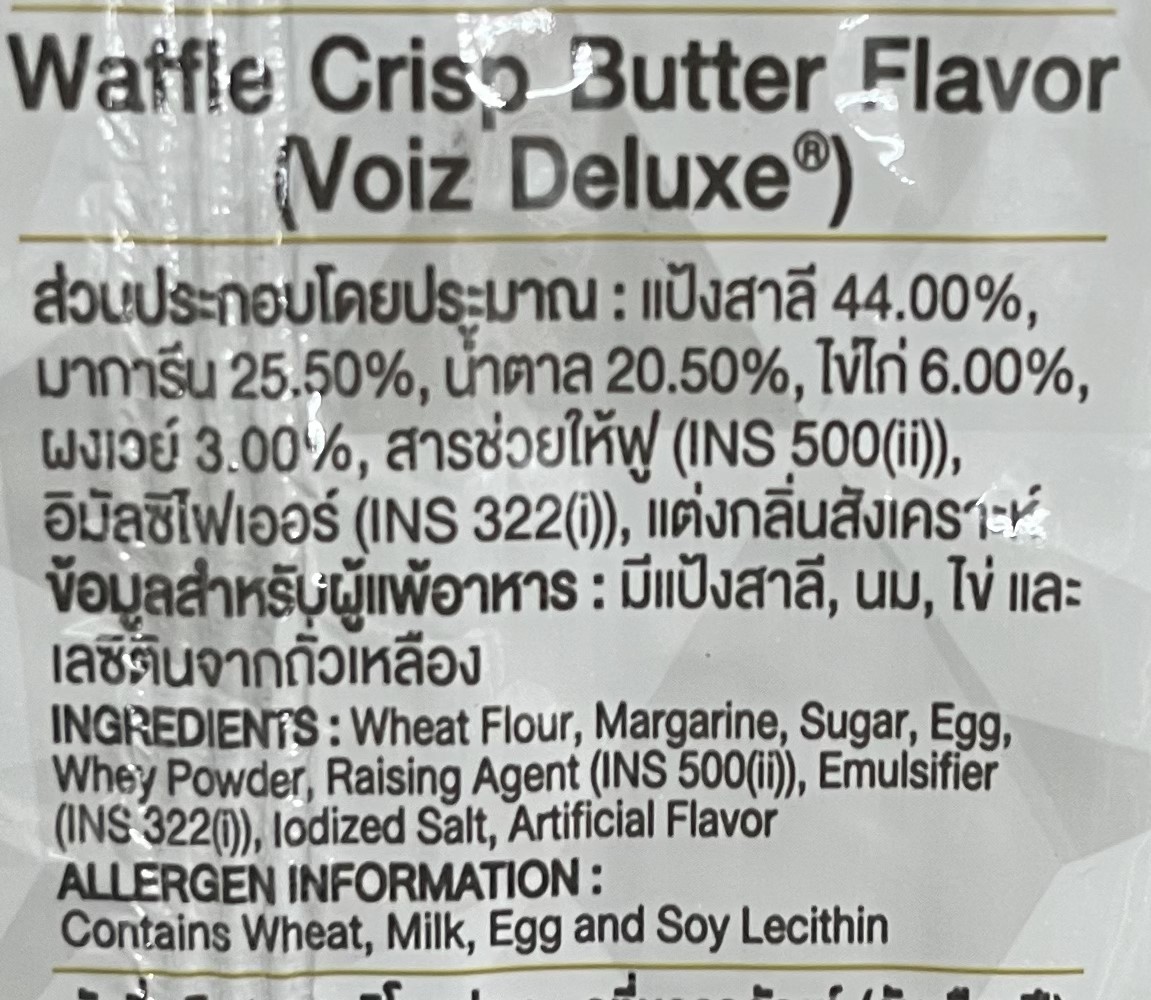 Waffle Crisp Butter Flavor
(Voiz Deluxe®)
ส่วนประกอบโดยประมาณ : แป้งสาลี 44.00%,
มาการีน 25.50%, น้ำตาล 20.50%, ไข่ไก่ 6.00%,
ผงเวย์ 3.00%, สารช่วยให้ฟู (INS 500(ii)),
อิมัลซิไฟเออร์ (INS 322(i)), แต่งกลิ่นสังเคราะห์
ข้อมูลสำหรับผู้แพ้อาหาร : มีแป้งสาลี, นม, ไข่ และ
เลซิตินจากถั่วเหลือง
INGREDIENTS : Wheat Flour, Margarine, Sugar, Egg,
Whey Powder, Raising Agent (INS 500(ii)), Emulsifier
(INS 322(i)), Iodized Salt, Artificial Flavor
ALLERGEN INFORMATION :
Contains Wheat, Milk, Egg and Soy Lecithin